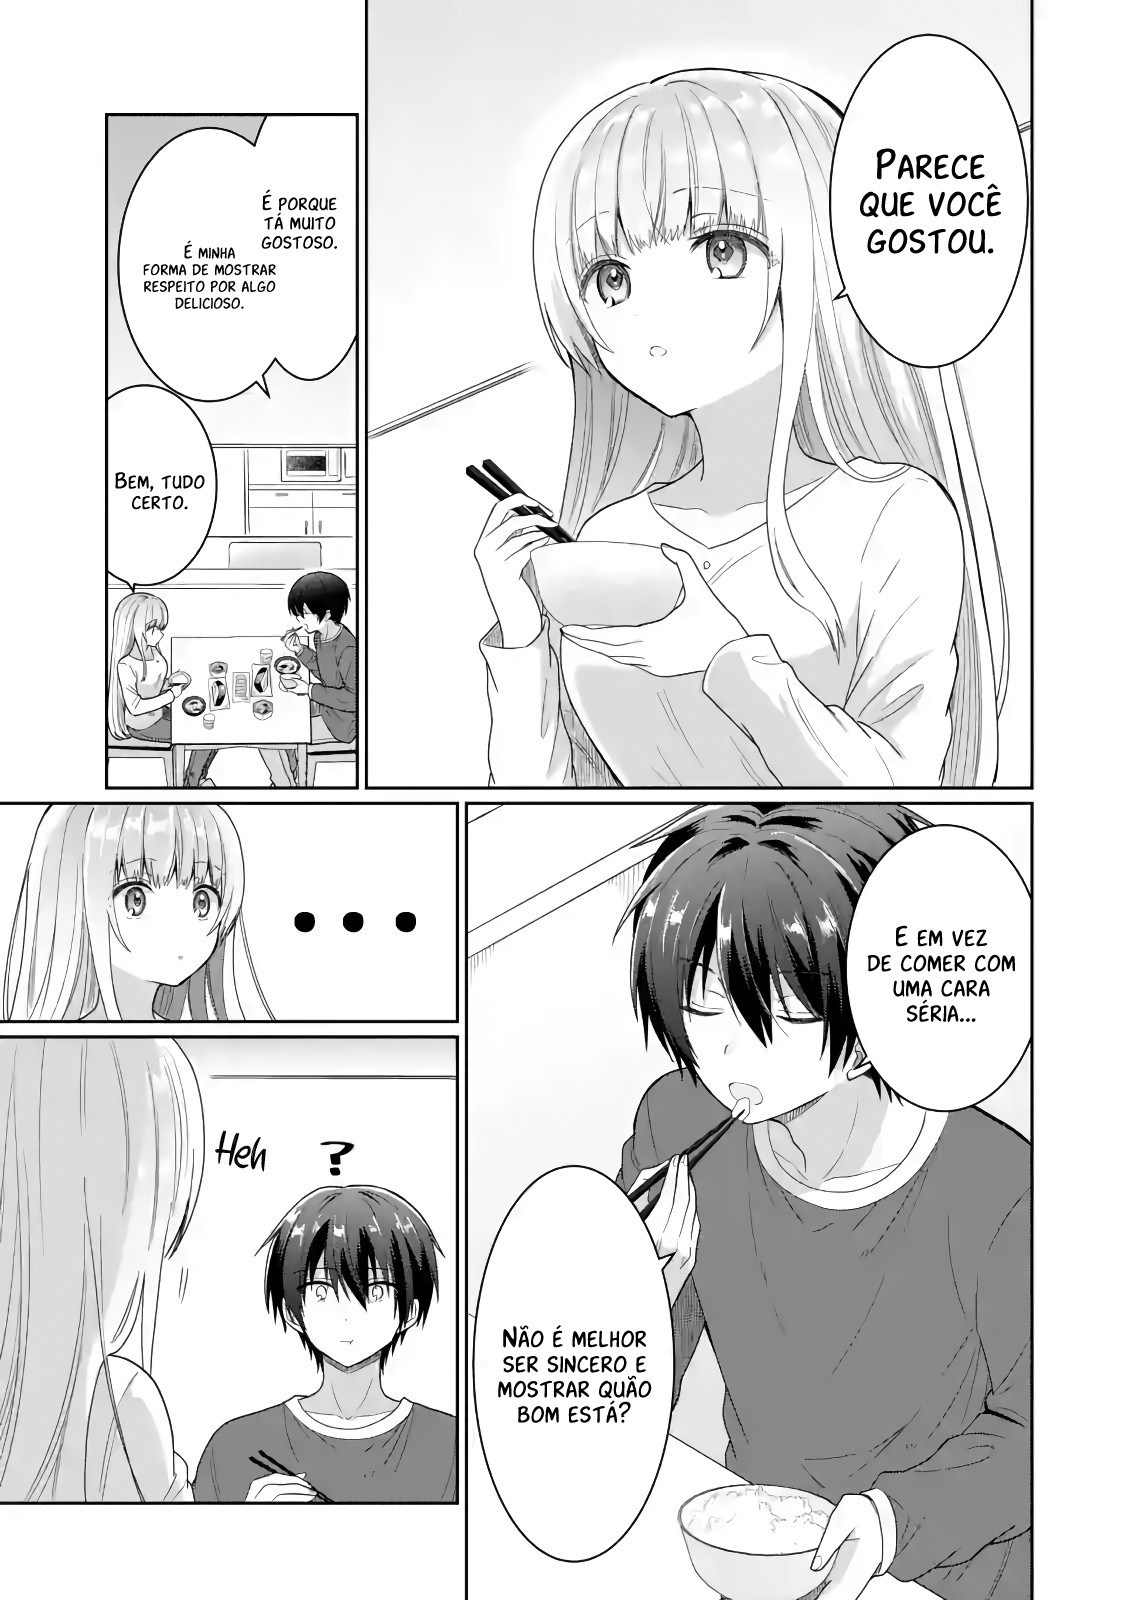 PARECE
QUE VOCÊ
GOSTOU.
É PORQUE
TÁ MUITO
GOSTOSO.
É MINHA
FORMA DE MOSTRAR
RESPEITO POR ALGO
DELICIOSO.
BEM, TUDO
CERTO.
E EM VEZ
DE COMER COM
UMA CARA
SÉRIA...
NÃO É MELHOR
SER SINCERO E
MOSTRAR QUÃO
BOM ESTÁ?
...
Heh
?